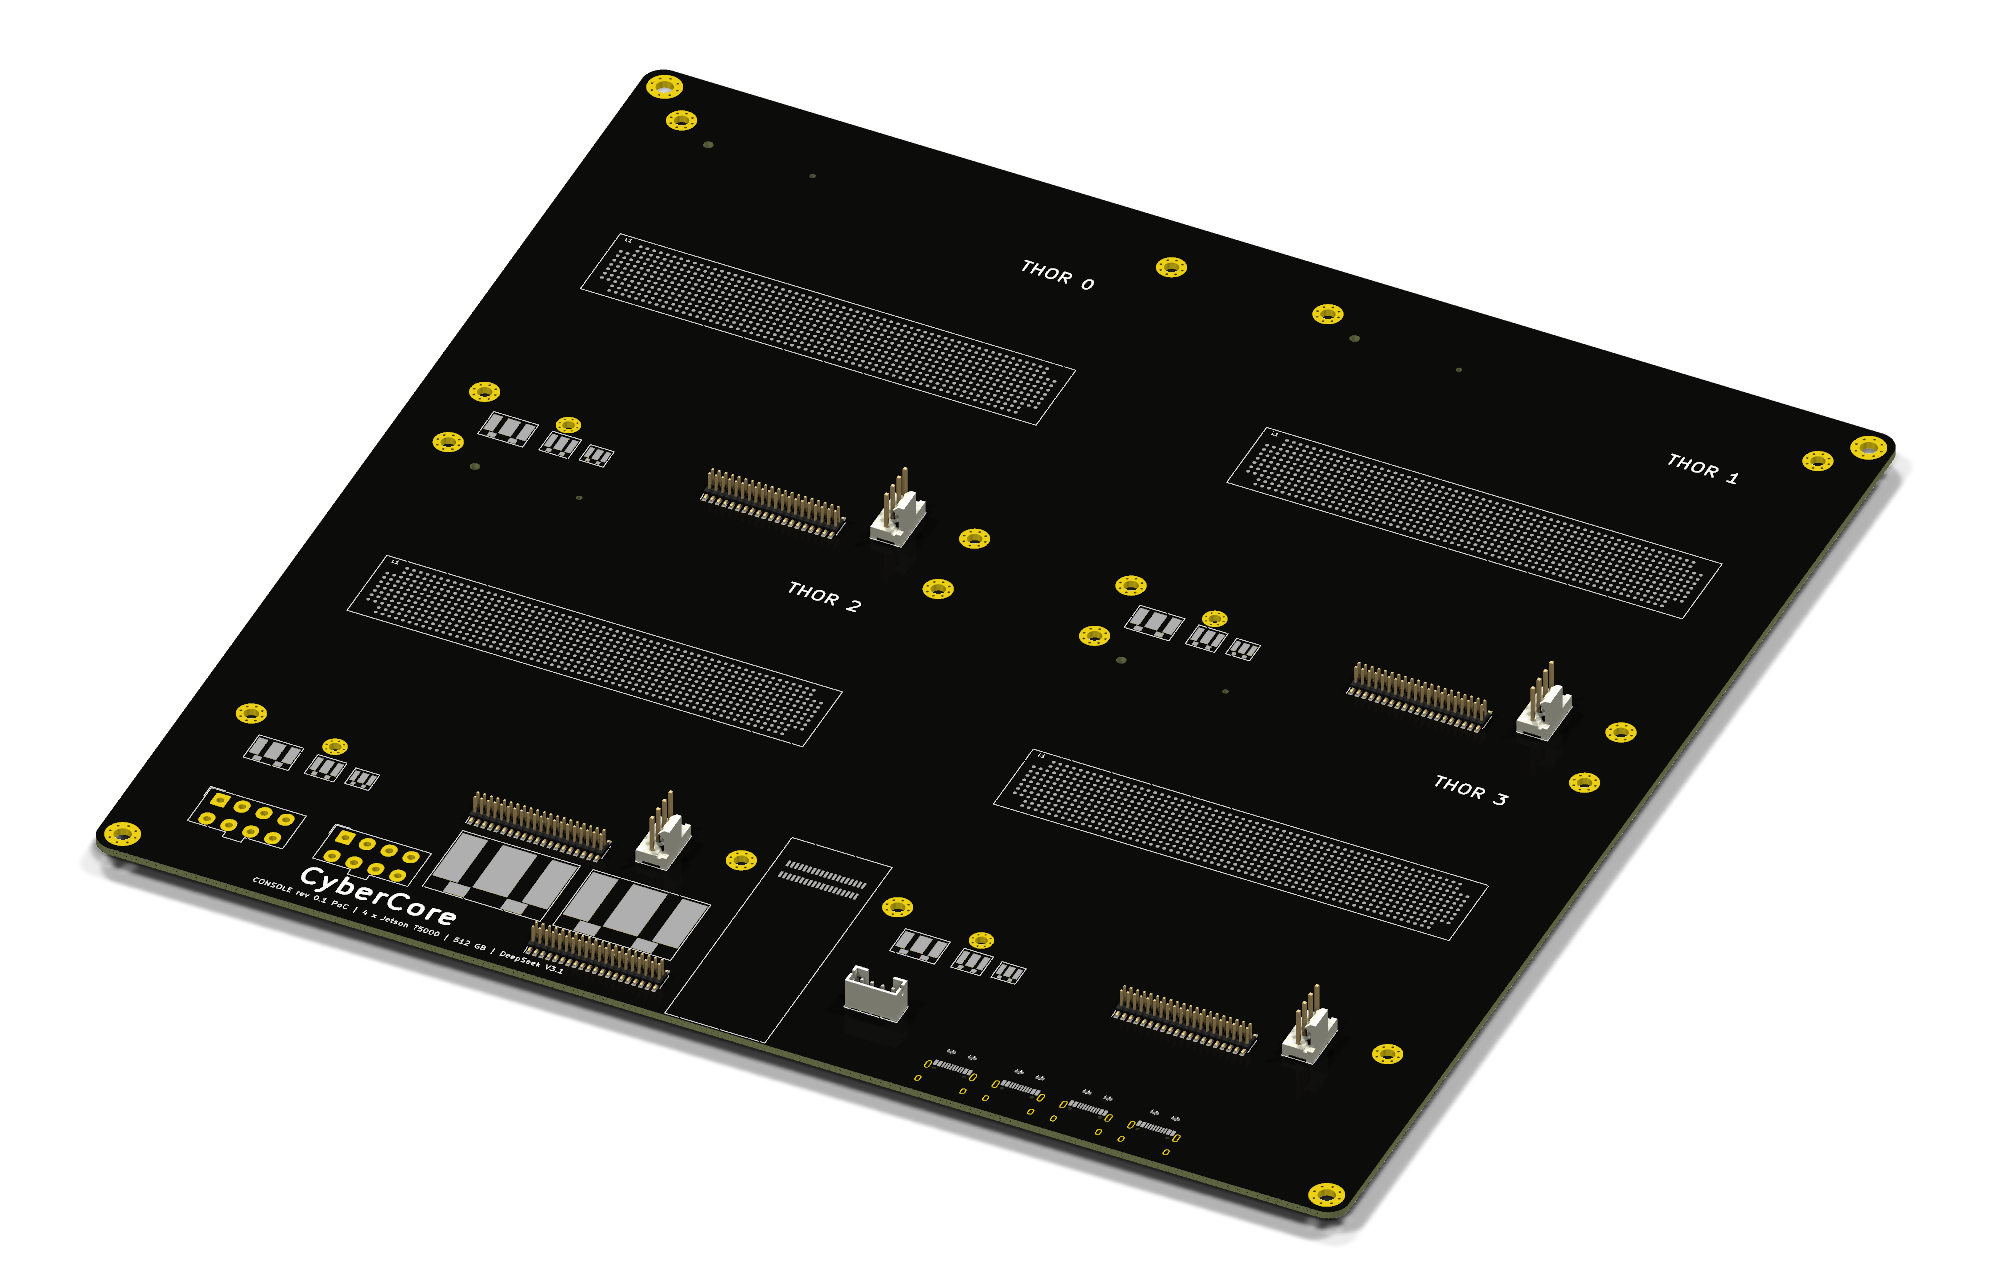 THOR 0
THOR 1
THOR 2
THOR 3
CyberCore
CONSOLE rev 0.1 PoC | 4 x Jetson T5000 | 512 GB | DeepSeek V3.1